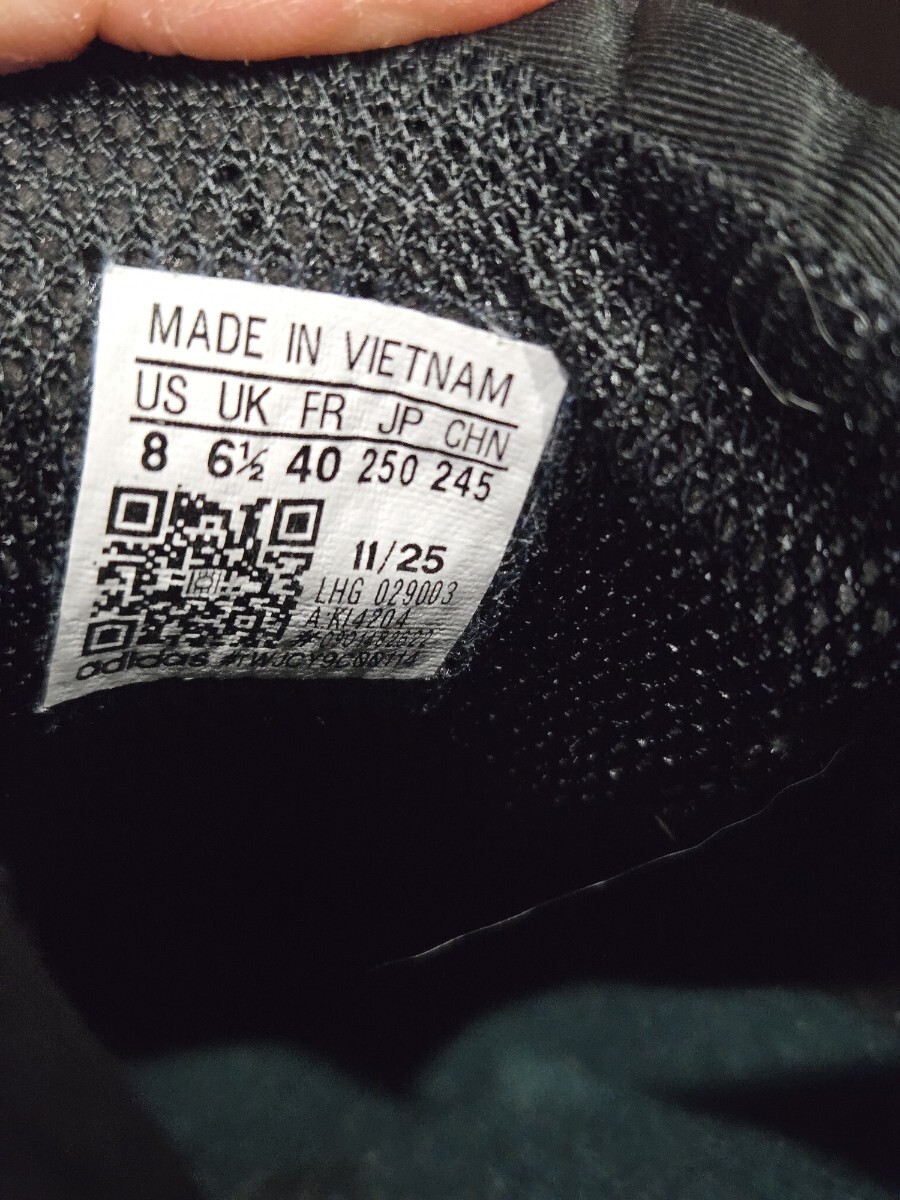 MADE IN VIETNAM
US UK FR JP CHN
8 6½ 40 250 245
11/25
LHG 029003
A KL4204
adidas